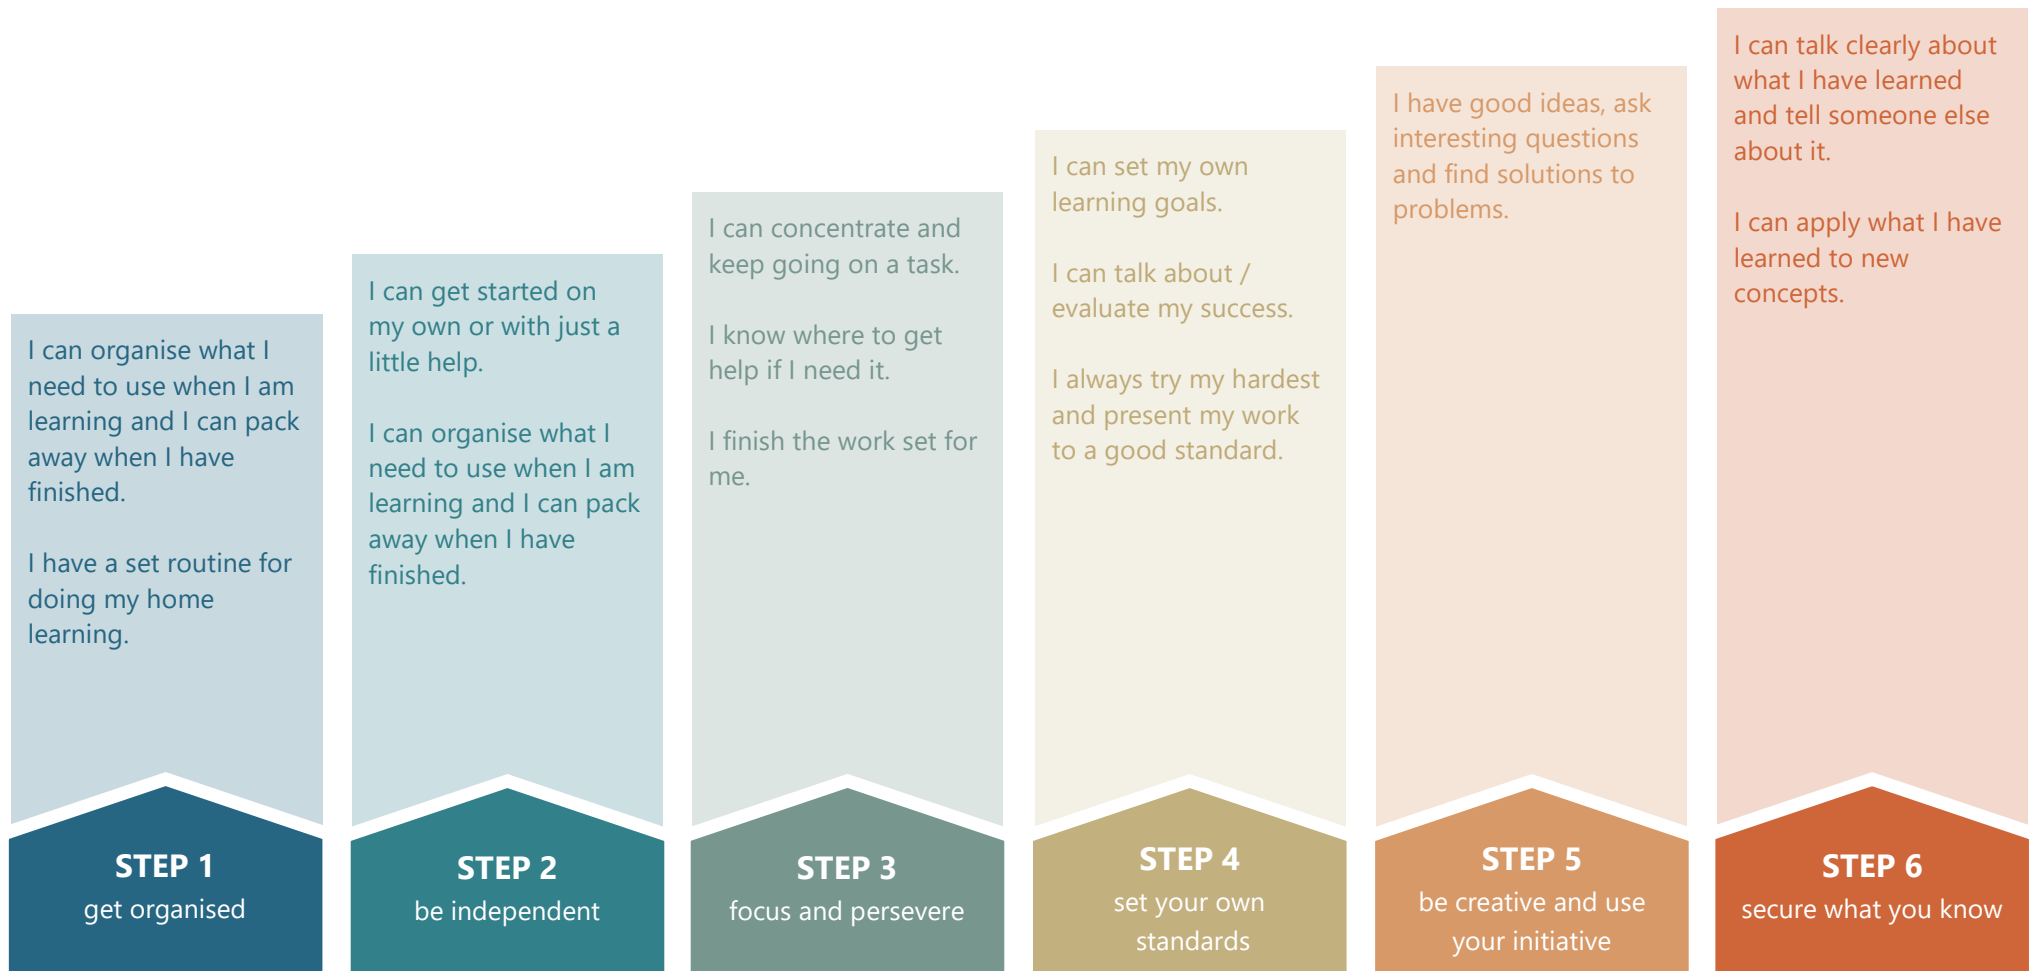 I can organise what I
need to use when I am
learning and I can pack
away when I have
finished.
I have a set routine for
doing my home
learning.
STEP 1
get organised
I can get started on
my own or with just a
little help.
I can organise what I
need to use when I am
learning and I can pack
away when I have
finished.
STEP 2
be independent
I can concentrate and
keep going on a task.
I know where to get
help if I need it.
I finish the work set for
me.
STEP 3
focus and persevere
I can set my own
learning goals.
I can talk about /
evaluate my success.
I always try my hardest
and present my work
to a good standard.
STEP 4
set your own
standards
I have good ideas, ask
interesting questions
and find solutions to
problems.
STEP 5
be creative and use
your initiative
I can talk clearly about
what I have learned
and tell someone else
about it.
I can apply what I have
learned to new
concepts.
STEP 6
secure what you know